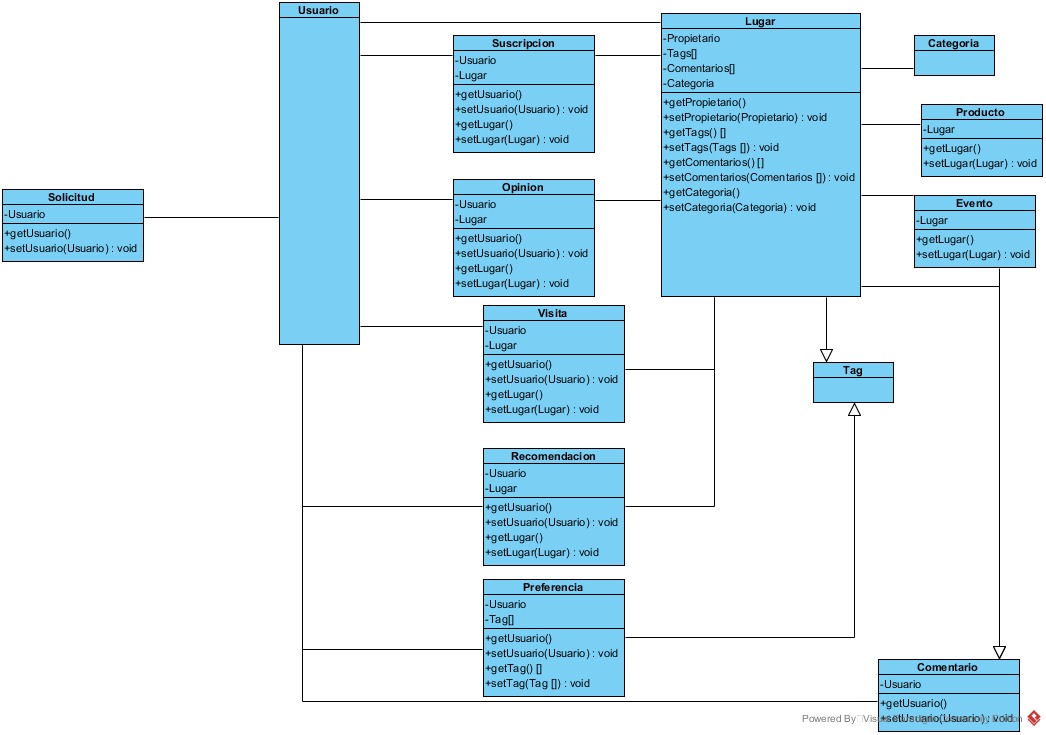 Usuario
Lugar
-Propietario
-Tags[]
-Comentarios[]
-Categoria
+getPropietario()
+setPropietario(Propietario) : void
+getTags() []
+setTags(Tags []) : void
+getComentarios() []
+setComentarios(Comentarios []) : void
+getCategoria()
+setCategoria(Categoria) : void
Suscripcion
-Usuario
-Lugar
+getUsuario()
+setUsuario(Usuario) : void
+getLugar()
+setLugar(Lugar) : void
Categoria
Producto
-Lugar
+getLugar()
+setLugar(Lugar) : void
Solicitud
-Usuario
+getUsuario()
+setUsuario(Usuario) : void
Opinion
-Usuario
-Lugar
+getUsuario()
+setUsuario(Usuario) : void
+getLugar()
+setLugar(Lugar) : void
Evento
-Lugar
+getLugar()
+setLugar(Lugar) : void
Visita
-Usuario
-Lugar
+getUsuario()
+setUsuario(Usuario) : void
+getLugar()
+setLugar(Lugar) : void
Tag
Recomendacion
-Usuario
-Lugar
+getUsuario()
+setUsuario(Usuario) : void
+getLugar()
+setLugar(Lugar) : void
Preferencia
-Usuario
-Tag[]
+getUsuario()
+setUsuario(Usuario) : void
+getTag() []
+setTag(Tag []) : void
Comentario
-Usuario
+getUsuario()
+setUsuario(Usuario) : void
Powered By